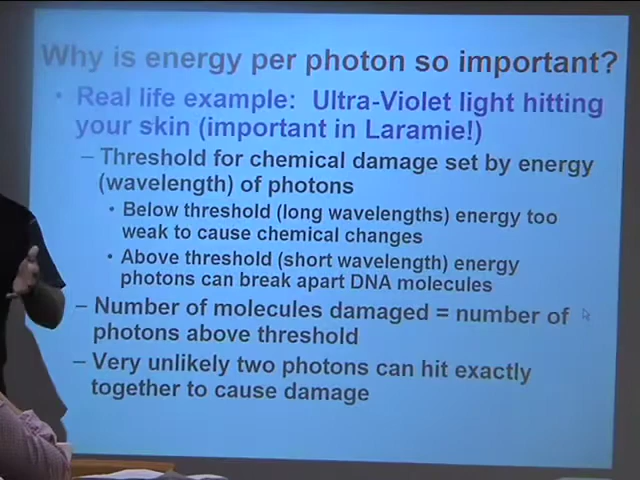 Why is energy per photon so important?
• Real life example: Ultra-Violet light hitting
your skin (important in Laramie!)
– Threshold for chemical damage set by energy
(wavelength) of photons
• Below threshold (long wavelengths) energy too
weak to cause chemical changes
• Above threshold (short wavelength) energy
photons can break apart DNA molecules
– Number of molecules damaged = number of
photons above threshold
– Very unlikely two photons can hit exactly
together to cause damage